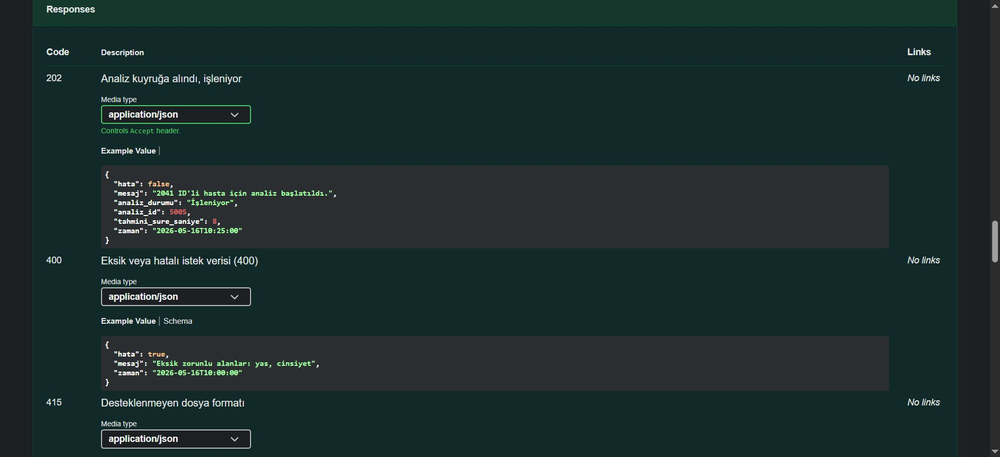 Responses
Code Description Links
202 Analiz kuyruğa alındı, işleniyor No links
Media type
application/json
Controls Accept header.
Example Value |
{
  "hata": false,
  "mesaj": "2041 ID'li hasta için analiz başlatıldı.",
  "analiz_durumu": "İşleniyor",
  "analiz_id": 5005,
  "tahmini_sure_saniye": 8,
  "zaman": "2026-05-16T10:25:00"
}
400 Eksik veya hatalı istek verisi (400) No links
Media type
application/json
Example Value | Schema
{
  "hata": true,
  "mesaj": "Eksik zorunlu alanlar: yas, cinsiyet",
  "zaman": "2026-05-16T10:00:00"
}
415 Desteklenmeyen dosya formatı No links
Media type
application/json